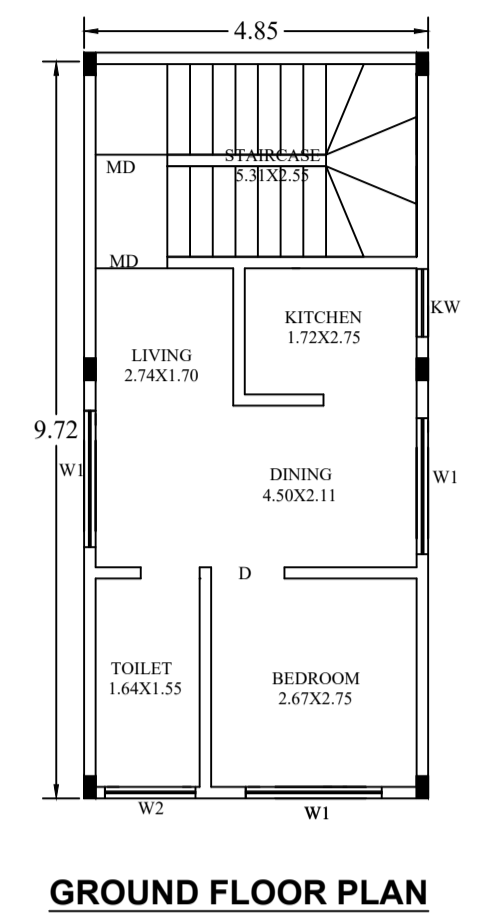 4.85
STAIRCASE
5.31X2.55
MD
MD
KITCHEN
1.72X2.75
KW
LIVING
2.74X1.70
9.72
W1
DINING
4.50X2.11
W1
D
TOILET
1.64X1.55
BEDROOM
2.67X2.75
W2
W1
GROUND FLOOR PLAN